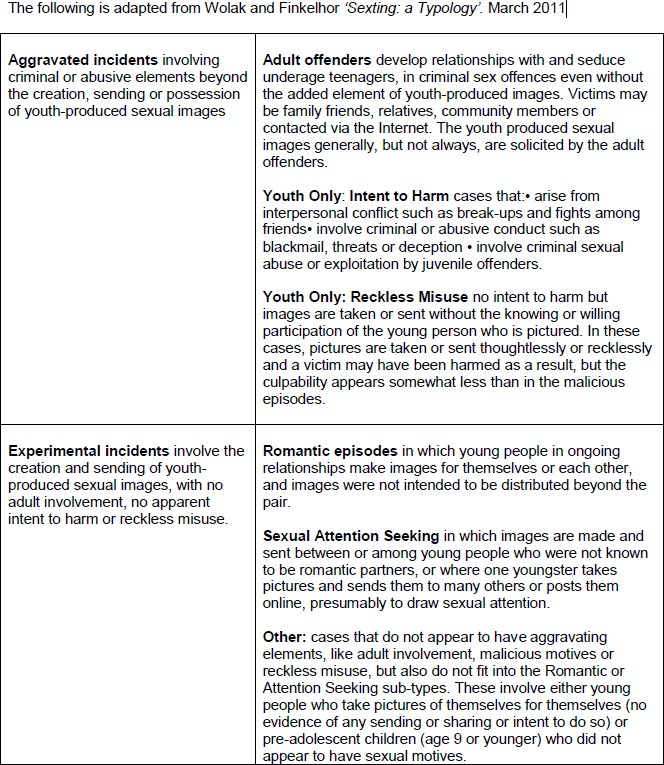 The following is adapted from Wolak and Finkelhor ‘Sexting: a Typology’. March 2011
Aggravated incidents involving
criminal or abusive elements beyond
the creation, sending or possession
of youth-produced sexual images
Adult offenders develop relationships with and seduce
underage teenagers, in criminal sex offences even without
the added element of youth-produced images. Victims may
be family friends, relatives, community members or
contacted via the Internet. The youth produced sexual
images generally, but not always, are solicited by the adult
offenders.
Youth Only: Intent to Harm cases that:• arise from
interpersonal conflict such as break-ups and fights among
friends• involve criminal or abusive conduct such as
blackmail, threats or deception • involve criminal sexual
abuse or exploitation by juvenile offenders.
Youth Only: Reckless Misuse no intent to harm but
images are taken or sent without the knowing or willing
participation of the young person who is pictured. In these
cases, pictures are taken or sent thoughtlessly or recklessly
and a victim may have been harmed as a result, but the
culpability appears somewhat less than in the malicious
episodes.
Experimental incidents involve the
creation and sending of youth-
produced sexual images, with no
adult involvement, no apparent
intent to harm or reckless misuse.
Romantic episodes in which young people in ongoing
relationships make images for themselves or each other,
and images were not intended to be distributed beyond the
pair.
Sexual Attention Seeking in which images are made and
sent between or among young people who were not known
to be romantic partners, or where one youngster takes
pictures and sends them to many others or posts them
online, presumably to draw sexual attention.
Other: cases that do not appear to have aggravating
elements, like adult involvement, malicious motives or
reckless misuse, but also do not fit into the Romantic or
Attention Seeking sub-types. These involve either young
people who take pictures of themselves for themselves (no
evidence of any sending or sharing or intent to do so) or
pre-adolescent children (age 9 or younger) who did not
appear to have sexual motives.